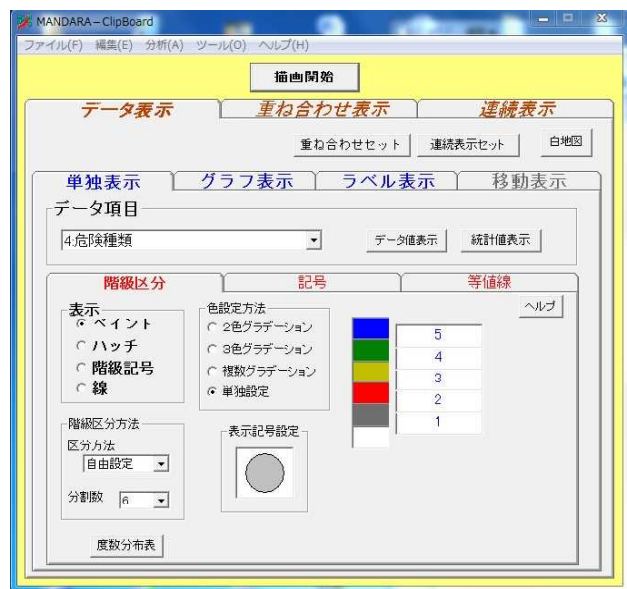 MANDARA－ClipBoard
ファイル(F) 編集(E) 分析(A) ツール(O) ヘルプ(H)
描画開始
データ表示 重ね合わせ表示 連続表示
重ね合わせセット 連続表示セット 白地図
単独表示 グラフ表示 ラベル表示 移動表示
データ項目
4:危険種類 データ値表示 統計値表示
階級区分 記号 等値線
ヘルプ
表示
ペイント
ハッチ
階級記号
線
色設定方法
2色グラデーション
3色グラデーション
複数グラデーション
単独設定
5
4
3
2
1
階級区分方法
区分方法
自由設定
分割数 6
表示記号設定
度数分布表